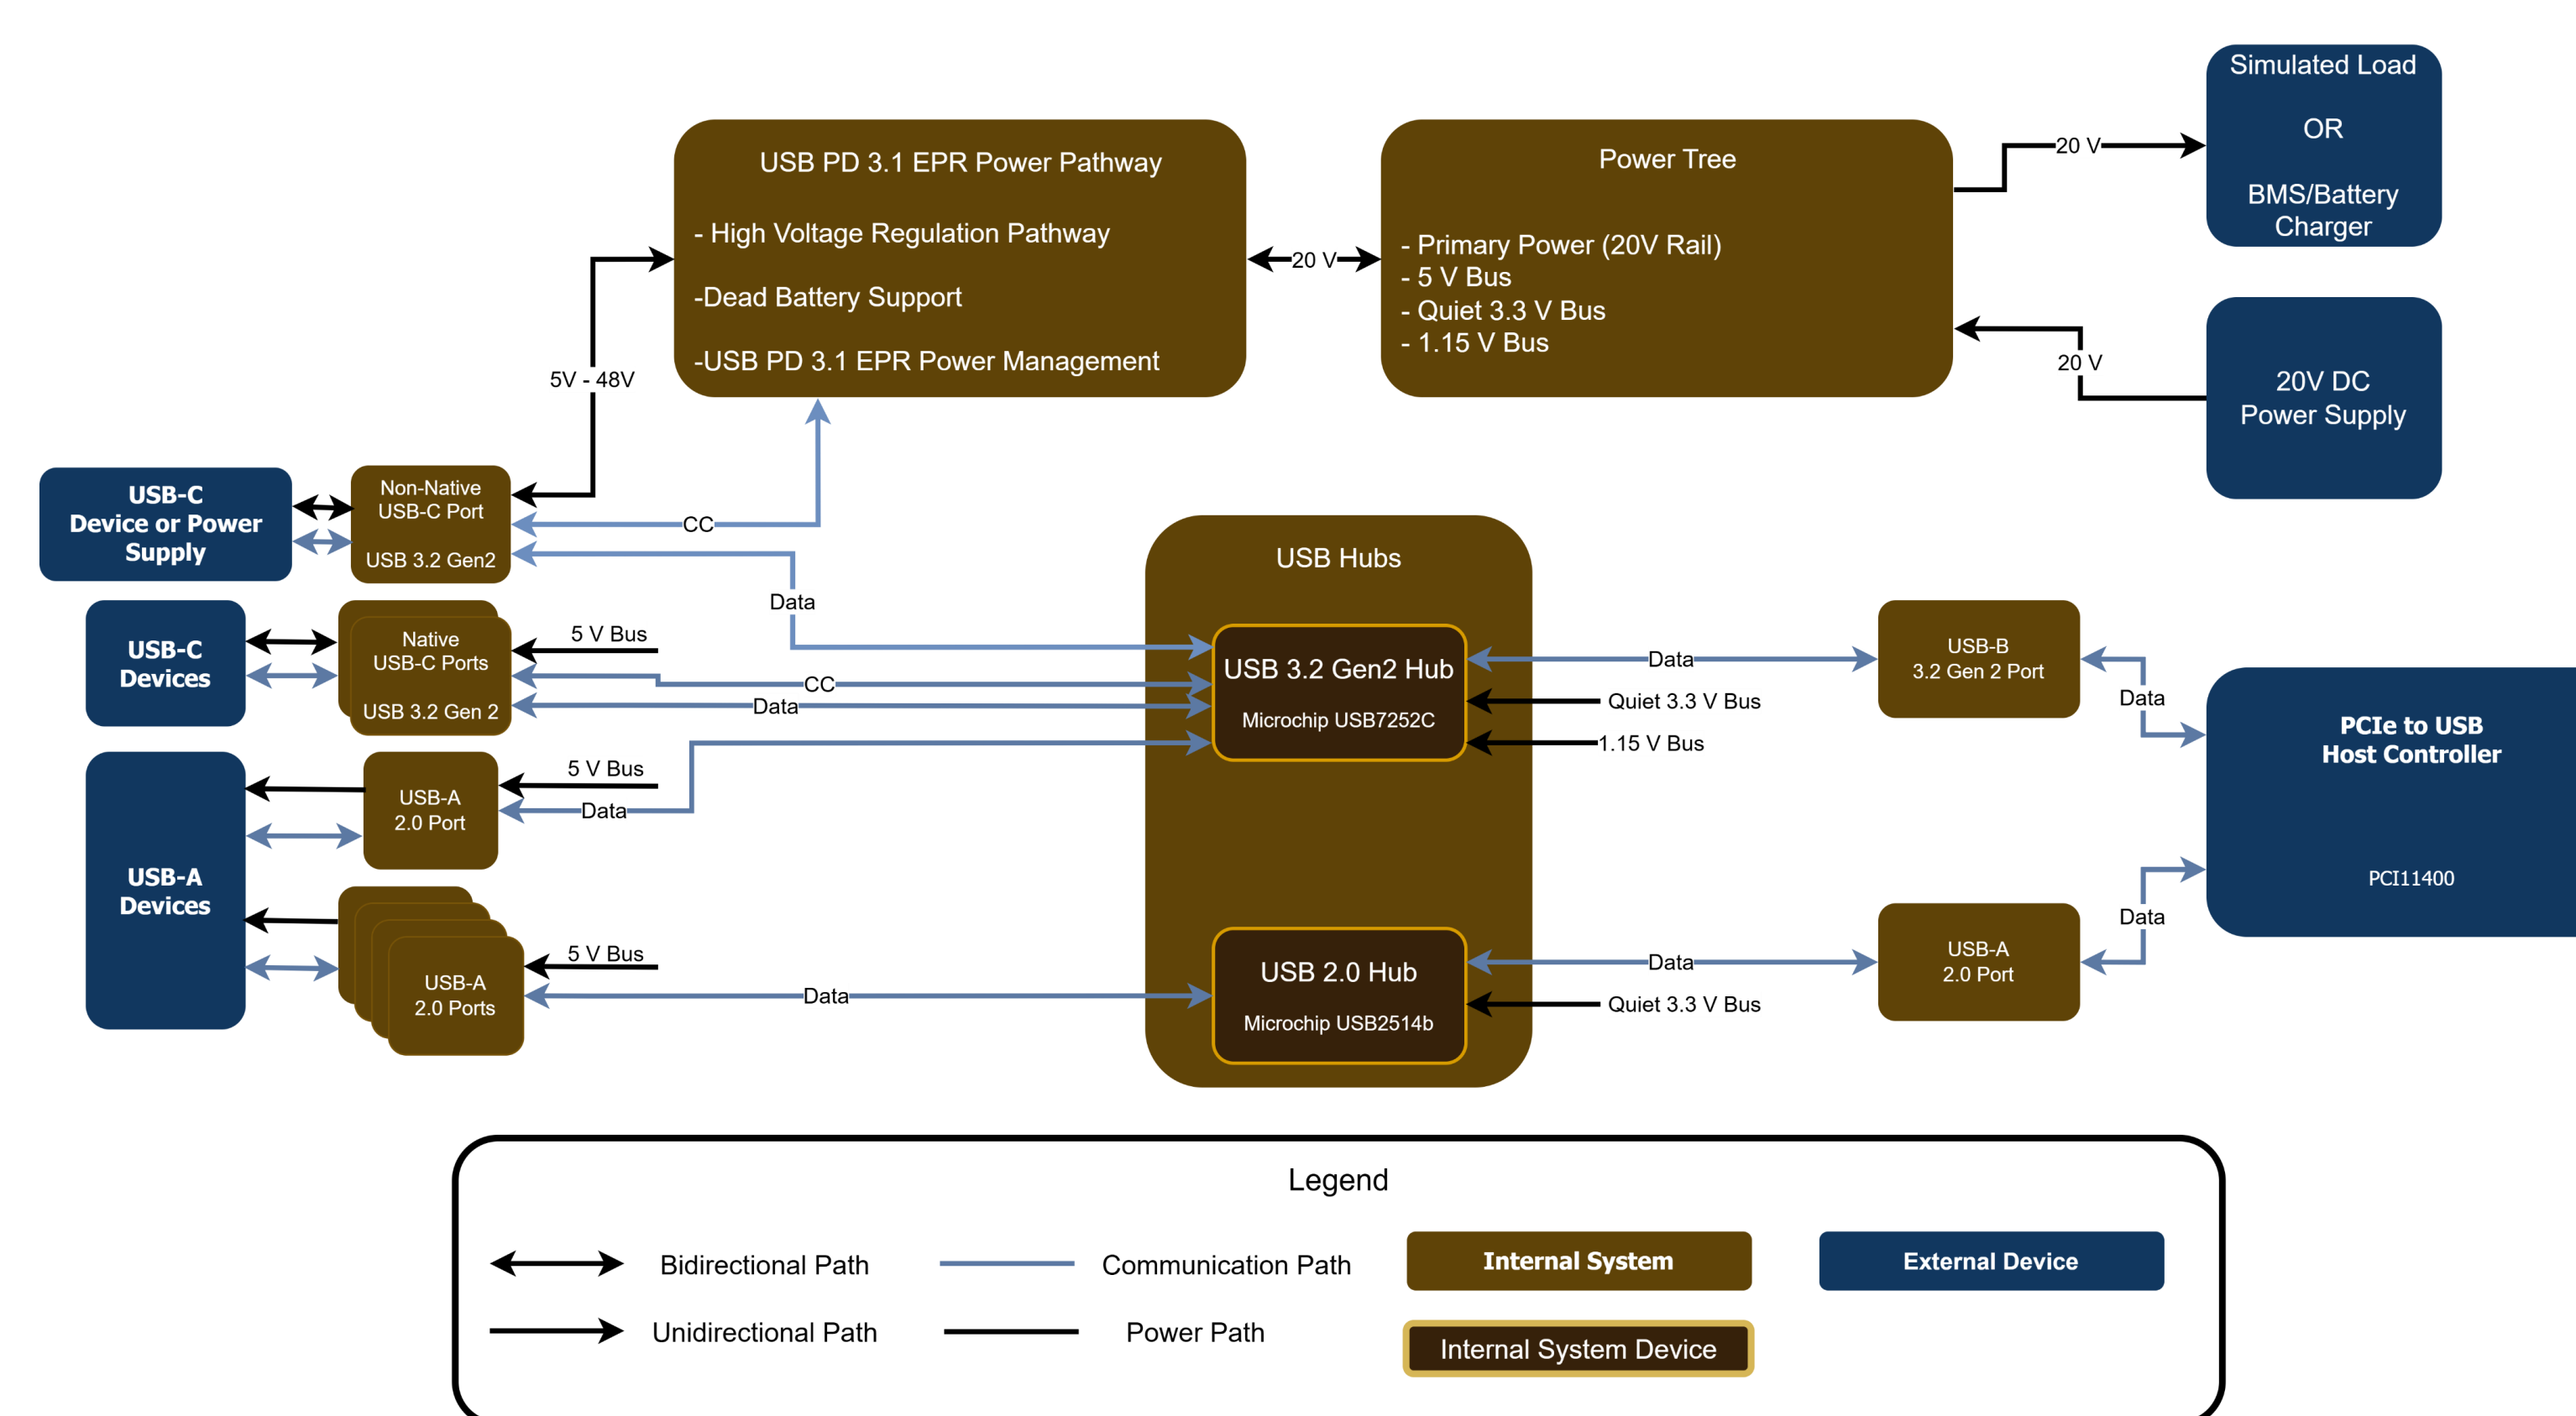 Simulated Load
OR
BMS/Battery
Charger
USB PD 3.1 EPR Power Pathway
- High Voltage Regulation Pathway
-Dead Battery Support
-USB PD 3.1 EPR Power Management
20 V
Power Tree
- Primary Power (20V Rail)
- 5 V Bus
- Quiet 3.3 V Bus
- 1.15 V Bus
20 V
20 V
20V DC
Power Supply
5V - 48V
USB-C
Device or Power
Supply
Non-Native
USB-C Port
USB 3.2 Gen2
CC
Data
USB-C
Devices
Native
USB-C Ports
USB 3.2 Gen 2
5 V Bus
CC
Data
USB-A
Devices
USB-A
2.0 Port
5 V Bus
Data
USB-A
2.0 Ports
5 V Bus
Data
USB Hubs
USB 3.2 Gen2 Hub
Microchip USB7252C
USB 2.0 Hub
Microchip USB2514b
Data
Quiet 3.3 V Bus
1.15 V Bus
Data
Quiet 3.3 V Bus
USB-B
3.2 Gen 2 Port
Data
USB-A
2.0 Port
Data
PCIe to USB
Host Controller
PCI11400
Legend
Bidirectional Path
Communication Path
Internal System
External Device
Unidirectional Path
Power Path
Internal System Device